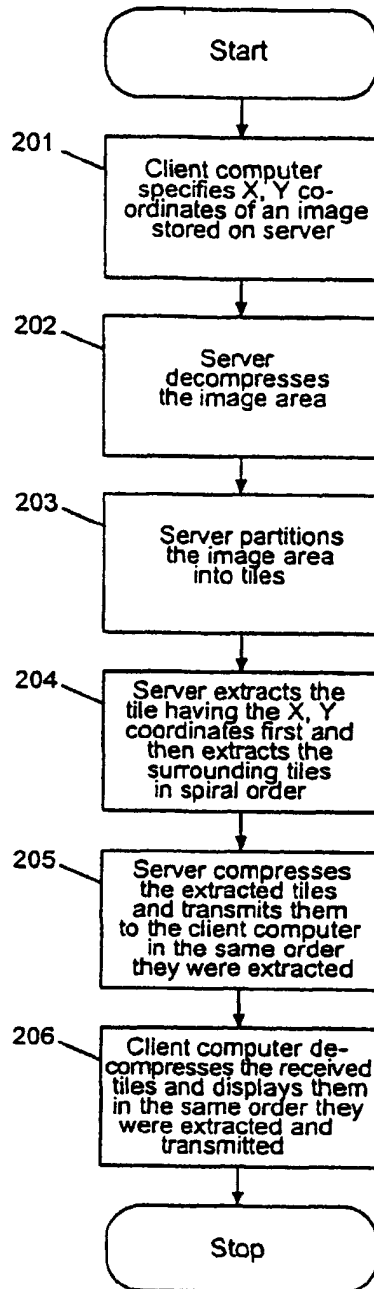 Start
201
Client computer
specifies X, Y co-
ordinates of an image
stored on server
202
Server
decompresses
the image area
203
Server partitions
the image area
into tiles
204
Server extracts the
tile having the X, Y
coordinates first and
then extracts the
surrounding tiles
in spiral order
205
Server compresses
the extracted tiles
and transmits them
to the client computer
in the same order
they were extracted
206
Client computer de-
compresses the received
tiles and displays them
in the same order they
were extracted and
transmitted
Stop